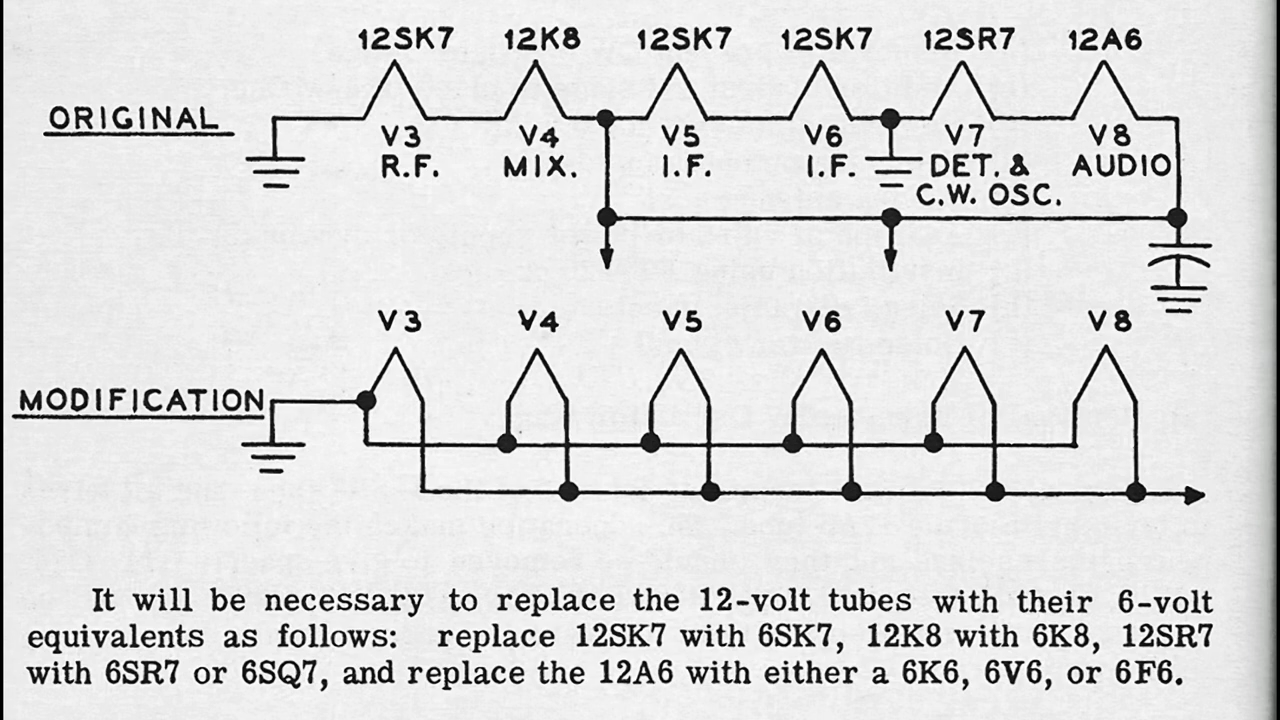 12SK7 12K8 12SK7 12SK7 12SR7 12A6
ORIGINAL
V3 V4 V5 V6 V7 V8
R.F. MIX. I.F. I.F. DET. & AUDIO
C.W. OSC.
V3 V4 V5 V6 V7 V8
MODIFICATION
It will be necessary to replace the 12-volt tubes with their 6-volt
equivalents as follows: replace 12SK7 with 6SK7, 12K8 with 6K8, 12SR7
with 6SR7 or 6SQ7, and replace the 12A6 with either a 6K6, 6V6, or 6F6.